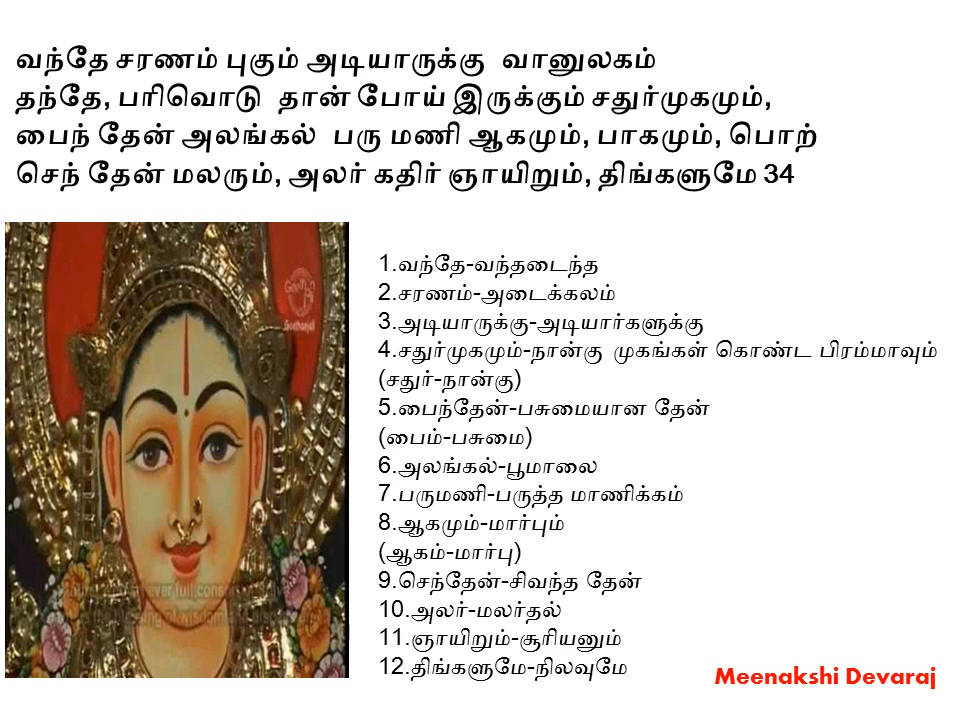 வந்தே சரணம் புகும் அடியாருக்கு வானுலகம்
தந்தே, பரிவொடு தான் போய் இருக்கும் சதுர்முகமும்,
பைந் தேன் அலங்கல் பரு மணி ஆகமும், பாகமும், பொற்
செந் தேன் மலரும், அலர் கதிர் ஞாயிறும், திங்களுமே 34
1.வந்தே-வந்தடைந்த
2.சரணம்-அடைக்கலம்
3.அடியாருக்கு-அடியார்களுக்கு
4.சதுர்முகமும்-நான்கு முகங்கள் கொண்ட பிரம்மாவும்
(சதுர்-நான்கு)
5.பைந்தேன்-பசுமையான தேன்
(பைம்-பசுமை)
6.அலங்கல்-பூமாலை
7.பருமணி-பருத்த மாணிக்கம்
8.ஆகமும்-மார்பும்
(ஆகம்-மார்பு)
9.செந்தேன்-சிவந்த தேன்
10.அலர்-மலர்தல்
11.ஞாயிறும்-சூரியனும்
12.திங்களுமே-நிலவுமே
Meenakshi Devaraj